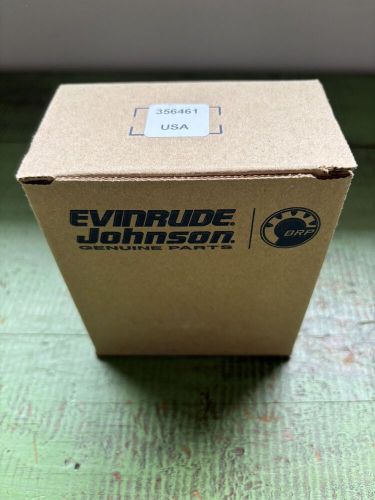 356461
USA
EVINRUDE.
Johnson.
GENUINE PARTS
BRP